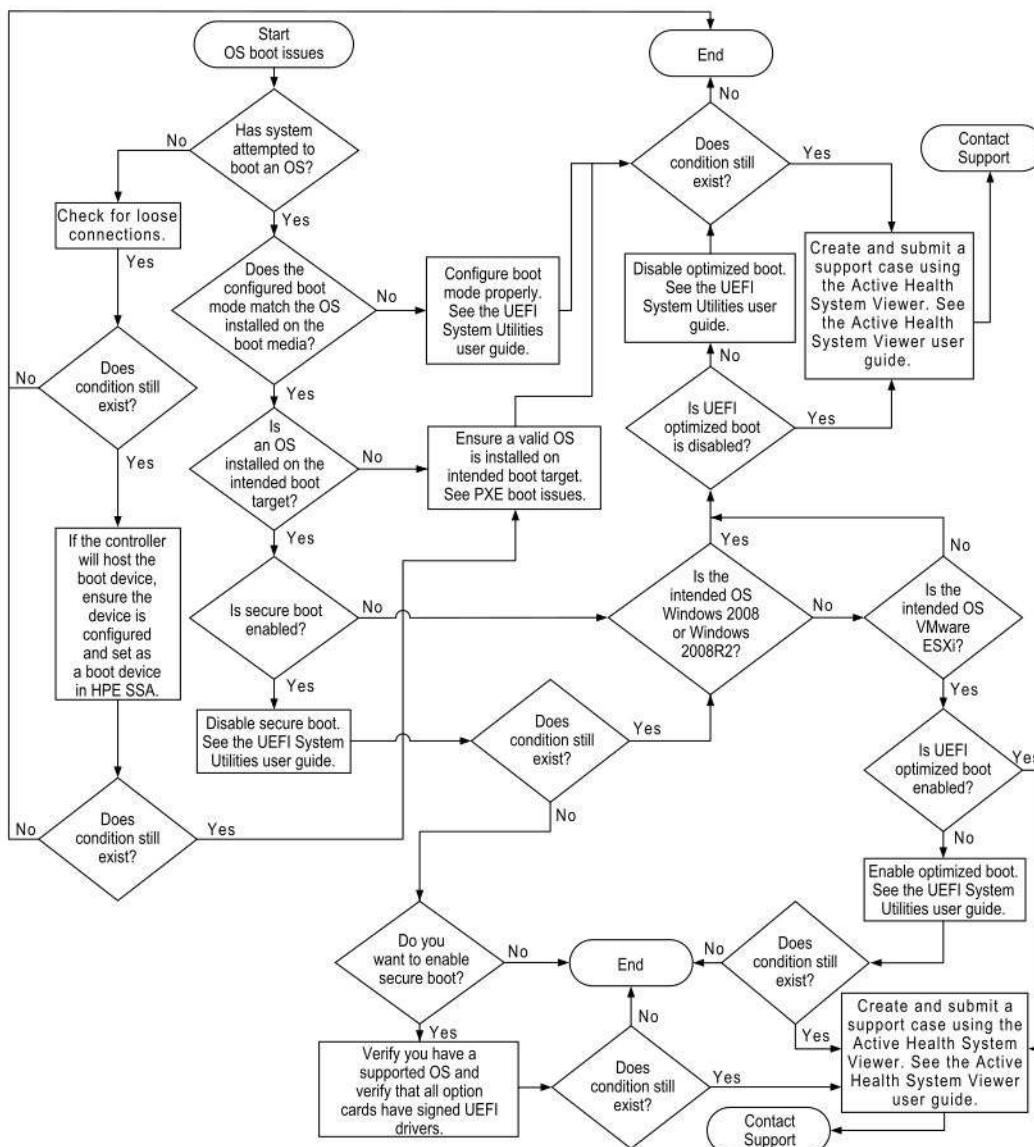 Start
OS boot issues
End
No
Has system
attempted to
boot an OS?
No
Does
condition still
exist?
Yes
Contact
Support
Check for loose
connections.
Yes
Yes
Does the
configured boot
mode match the OS
installed on the
boot media?
No
Configure boot
mode properly.
See the UEFI
System Utilities
user guide.
Disable optimized boot.
See the UEFI
System Utilities
user guide.
Create and submit a
support case using
the Active Health
System Viewer. See
the Active Health
System Viewer user
guide.
No
Does
condition still
exist?
No
Yes
Yes
Is
an OS
installed on the
intended boot
target?
No
Ensure a valid OS
is installed on
intended boot target.
See PXE boot issues.
Is UEFI
optimized boot
is disabled?
Yes
If the controller
will host the
boot device,
ensure the
device is
configured
and set as
a boot device
in HPE SSA.
Yes
Is secure boot
enabled?
No
Yes
Is the
intended OS
Windows 2008
or Windows
2008R2?
No
No
Is the
intended OS
VMware
ESXi?
Yes
Disable secure boot.
See the UEFI System
Utilities user guide.
Does
condition still
exist?
Yes
Yes
Is UEFI
optimized boot
enabled?
Yes
No
Does
condition still
exist?
Yes
No
No
Enable optimized boot.
See the UEFI System
Utilities user guide.
Do you
want to enable
secure boot?
No
End
No
Does
condition still
exist?
Yes
No
Yes
Verify you have a
supported OS and
verify that all option
cards have signed UEFI
drivers.
Does
condition still
exist?
Yes
Create and submit a
support case using the
Active Health System
Viewer. See the Active
Health System Viewer
user guide.
Contact
Support